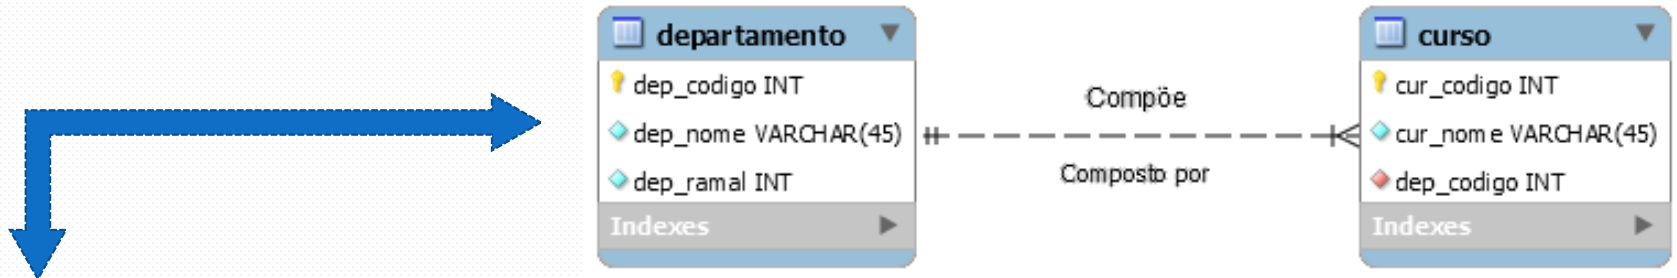 departamento
dep_codigo INT
dep_nome VARCHAR(45)
dep_ramal INT
Indexes
Compõe
Composto por
curso
cur_codigo INT
cur_nome VARCHAR(45)
dep_codigo INT
Indexes